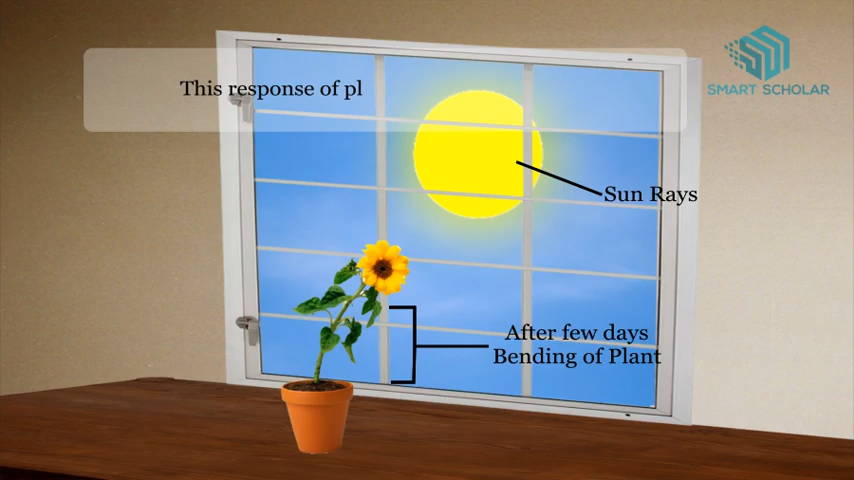 This response of pl
SMART SCHOLAR
Sun Rays
After few days
Bending of Plant